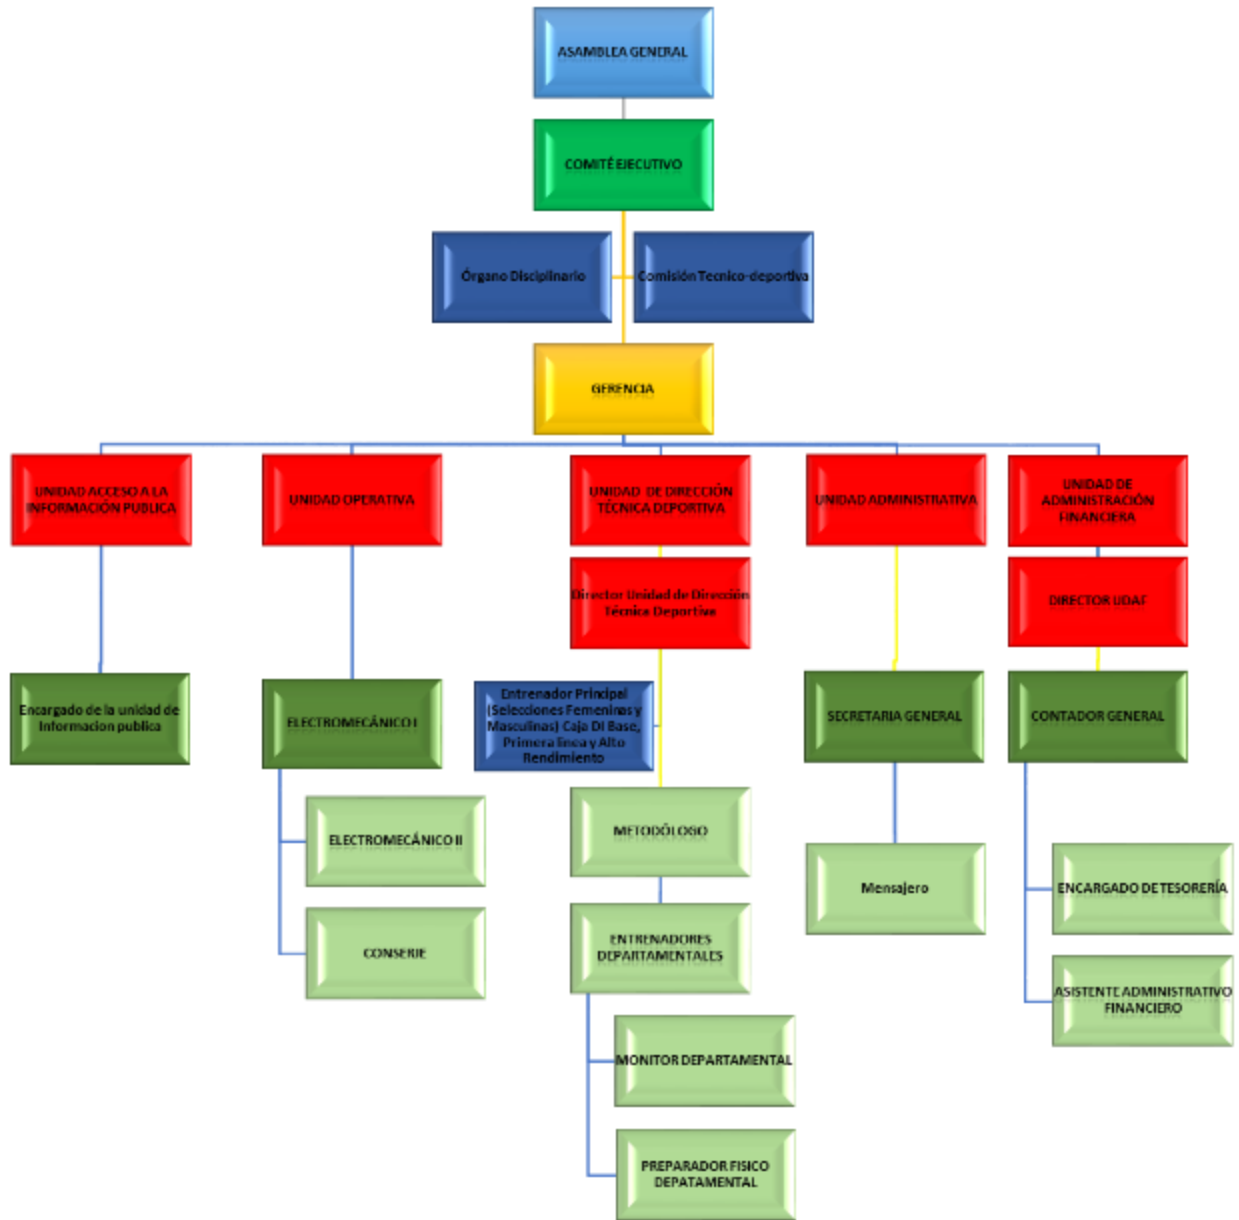 ASAMBLEA GENERAL
COMITÉ EJECUTIVO
Órgano Disciplinario
Comisión Tecnico-deportiva
GERENCIA
UNIDAD ACCESO A LA
INFORMACIÓN PUBLICA
UNIDAD OPERATIVA
UNIDAD DE DIRECCIÓN
TÉCNICA DEPORTIVA
UNIDAD ADMINISTRATIVA
UNIDAD DE
ADMINISTRACIÓN
FINANCIERA
Director Unidad de Dirección
Técnica Deportiva
DIRECTOR UDAF
Encargado de la unidad de
Informacion publica
ELECTROMECÁNICO I
Entrenador Principal
(Selecciones Femeninas y
Masculinas) Caja DI Base,
Primera linea y Alto
Rendimiento
SECRETARIA GENERAL
CONTADOR GENERAL
ELECTROMECÁNICO II
CONSERJE
METODÓLOGO
ENTRENADORES
DEPARTAMENTALES
MONITOR DEPARTAMENTAL
PREPARADOR FISICO
DEPATAMENTAL
Mensajero
ENCARGADO DE TESORERÍA
ASISTENTE ADMINISTRATIVO
FINANCIERO